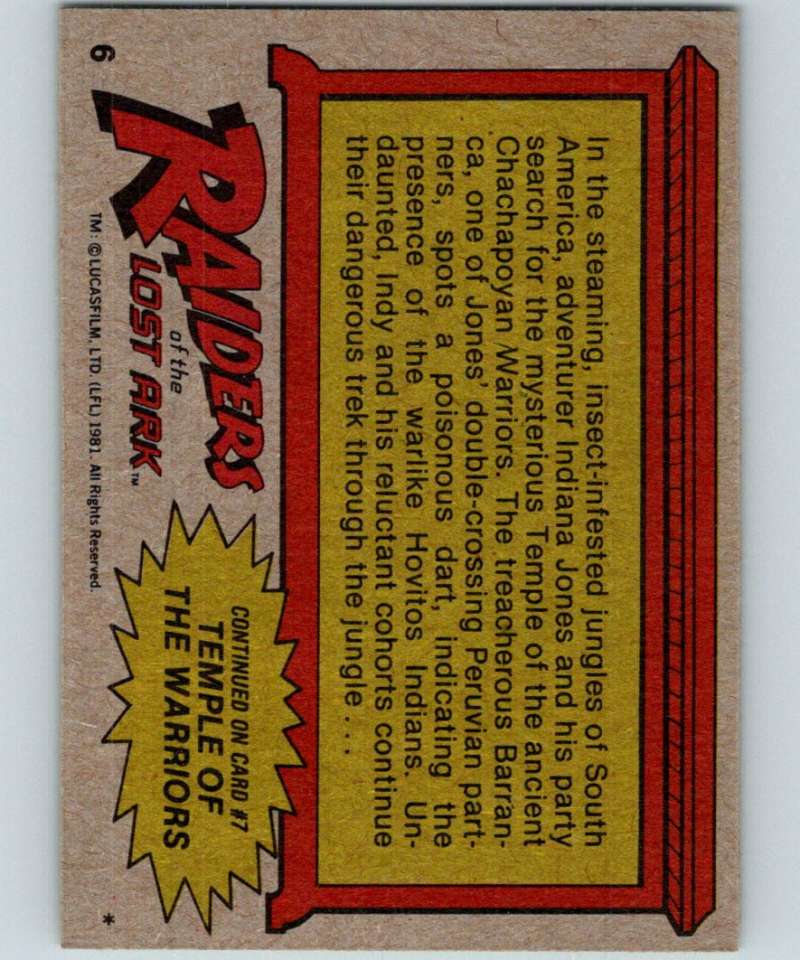 In the steaming, insect-infested jungles of South
America, adventurer Indiana Jones and his party
search for the mysterious Temple of the ancient
Chachapoyan Warriors. The treacherous Barran-
ca, one of Jones' double-crossing Peruvian part-
ners, spots a poisonous dart, indicating the
presence of the warlike Hovitos Indians. Un-
daunted, Indy and his reluctant cohorts continue
their dangerous trek through the jungle ...
RAIDERS
of the
LOST ARK™
CONTINUED ON CARD #7
TEMPLE OF
THE WARRIORS
6
TM: © LUCASFILM, LTD. (LFL) 1981. All Rights Reserved.
*